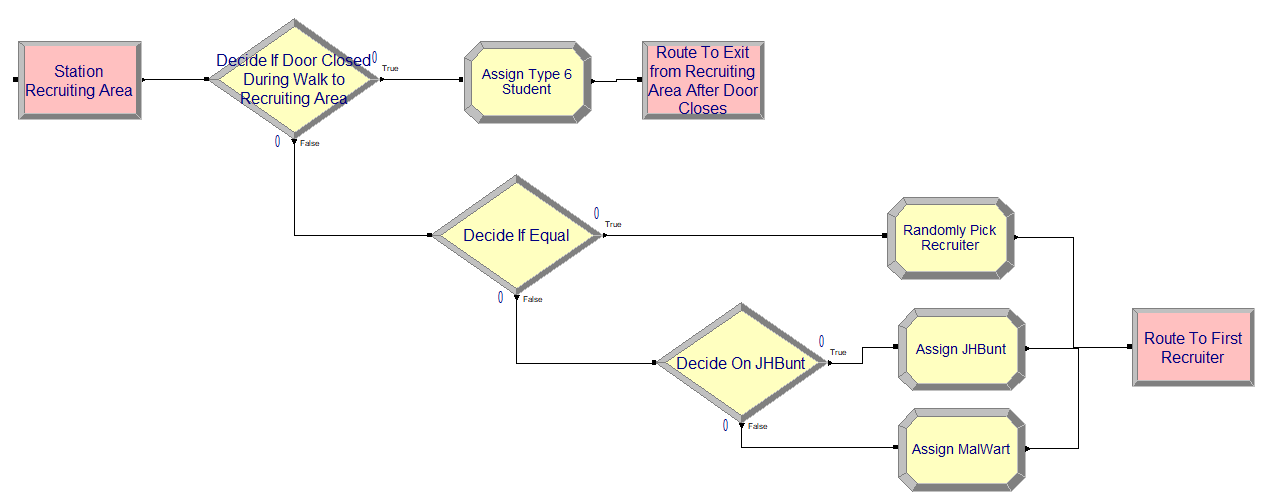 Station
Recruiting Area
Decide If Door Closed
During Walk to
Recruiting Area
0
True
0
False
Assign Type 6
Student
Route To Exit
from Recruiting
Area After Door
Closes
Decide If Equal
0
True
0
False
Randomly Pick
Recruiter
Decide On JHBunt
0
True
0
False
Assign JHBunt
Assign MalWart
Route To First
Recruiter